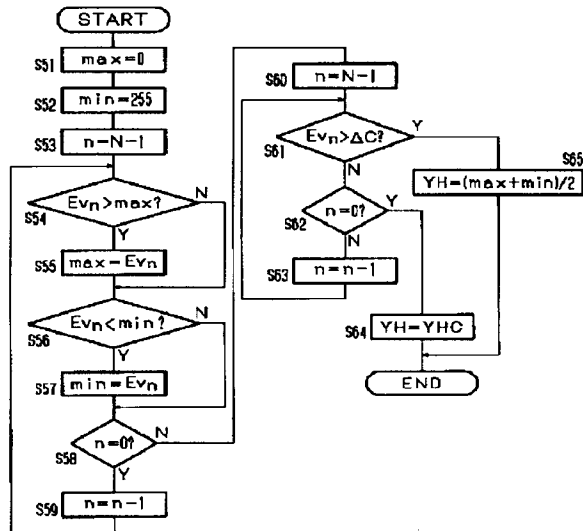 START
S51
max=0
S52
min=255
S53
n=N-1
Evn>max?
N
S54
Y
S55
max=Evn
Evn<min?
N
S56
Y
S57
min=Evn
n=0?
N
S58
Y
S59
n=n-1
S60
n=N-1
Evn>ΔC?
Y
S61
N
S65
YH=(max+min)/2
n=0?
Y
S62
N
S63
n=n-1
S64
YH=YHC
END